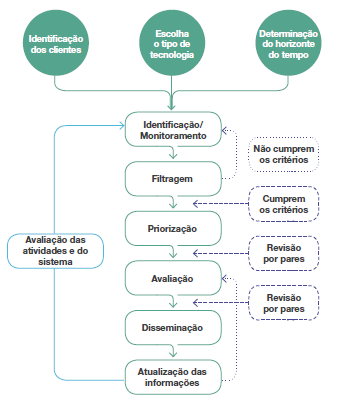 Identificação
dos clientes
Escolha
o tipo de
tecnologia
Determinação
do horizonte
do tempo
Identificação/
Monitoramento
Não cumprem
os critérios
Filtragem
Cumprem
os critérios
Priorização
Avaliação das
atividades e do
sistema
Revisão
por pares
Avaliação
Revisão
por pares
Disseminação
Atualização das
informações